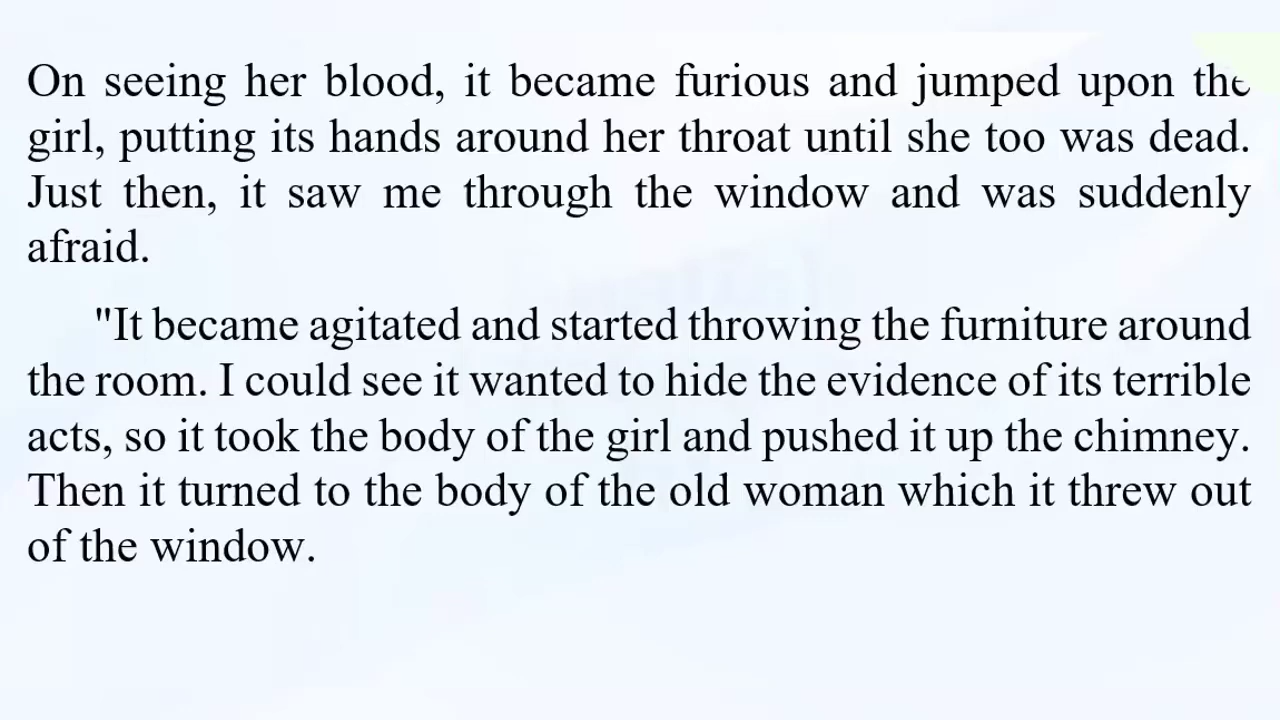 On seeing her blood, it became furious and jumped upon the
girl, putting its hands around her throat until she too was dead.
Just then, it saw me through the window and was suddenly
afraid.
"It became agitated and started throwing the furniture around
the room. I could see it wanted to hide the evidence of its terrible
acts, so it took the body of the girl and pushed it up the chimney.
Then it turned to the body of the old woman which it threw out
of the window.